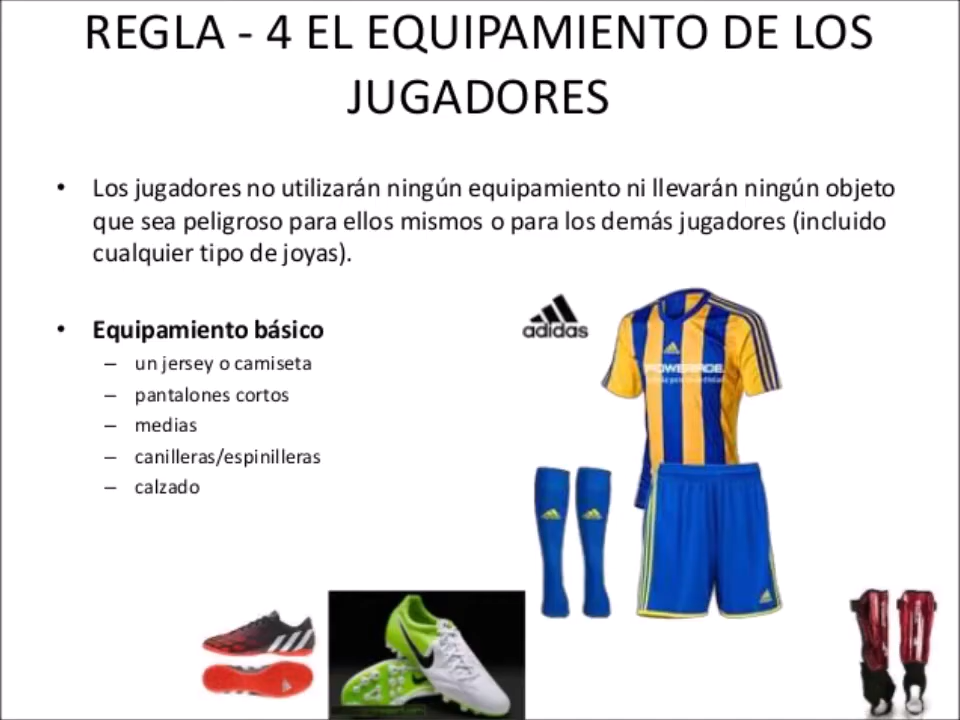 REGLA - 4 EL EQUIPAMIENTO DE LOS
JUGADORES
• Los jugadores no utilizarán ningún equipamiento ni llevarán ningún objeto
que sea peligroso para ellos mismos o para los demás jugadores (incluido
cualquier tipo de joyas).
• Equipamiento básico
– un jersey o camiseta
– pantalones cortos
– medias
– canilleras/espinilleras
– calzado
adidas